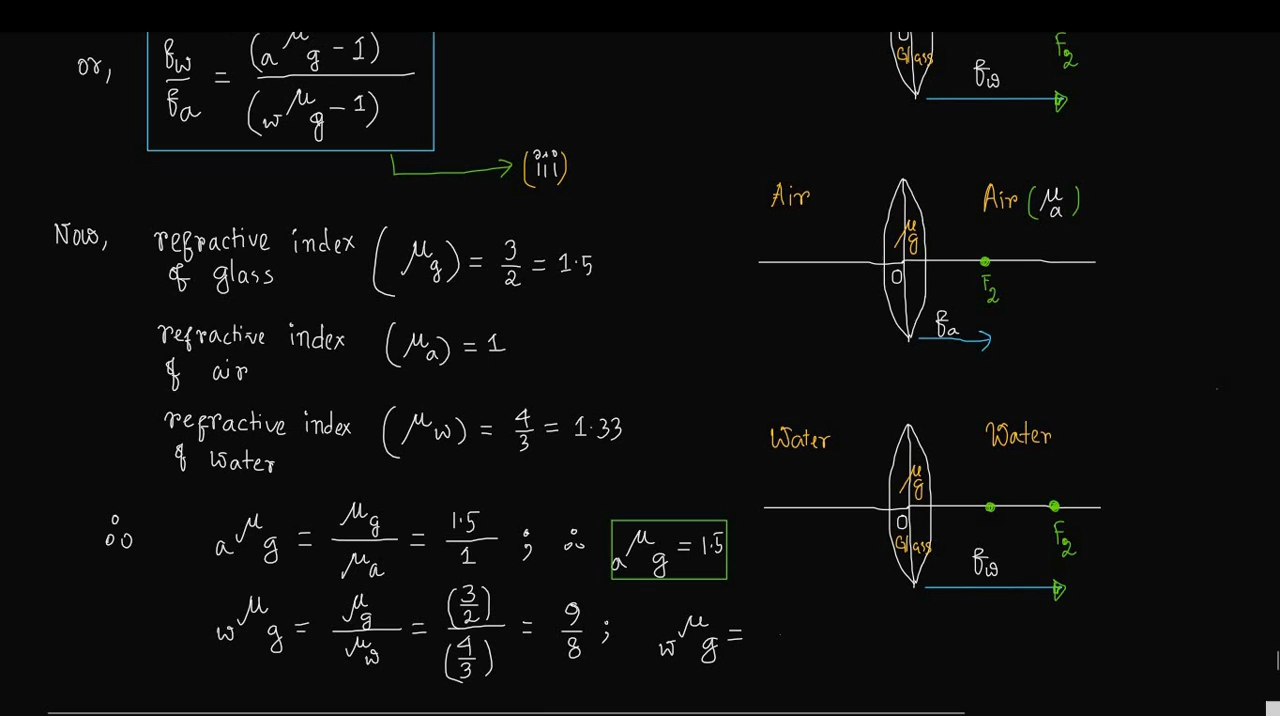 or, f_w / f_a = (aμg - 1) / (wμg - 1)
(iii)
Now, refractive index of glass (μg) = 3/2 = 1.5
refractive index of air (μa) = 1
refractive index of water (μw) = 4/3 = 1.33
∴ aμg = μg / μa = 1.5 / 1 ; ∴ aμg = 1.5
wμg = μg / μw = (3/2) / (4/3) = 9/8 ; wμg =
Glass
F2
fw
Air
Air (μa)
μg
O
F2
fa
Water
Water
μg
O
Glass
F2
fw